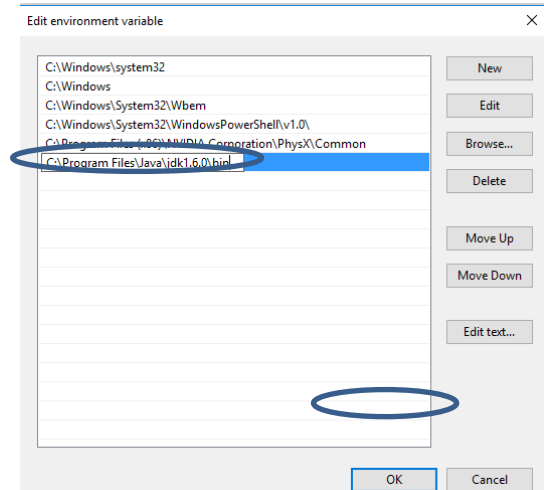 Edit environment variable
C:\Windows\system32
New
C:\Windows
C:\Windows\System32\Wbem
Edit
C:\Windows\System32\WindowsPowerShell\v1.0\
C:\Program Files (x86)\NVIDIA Corporation\PhysX\Common
Browse...
C:\Program Files\Java\jdk1.6.0\bin
Delete
Move Up
Move Down
Edit text...
OK
Cancel